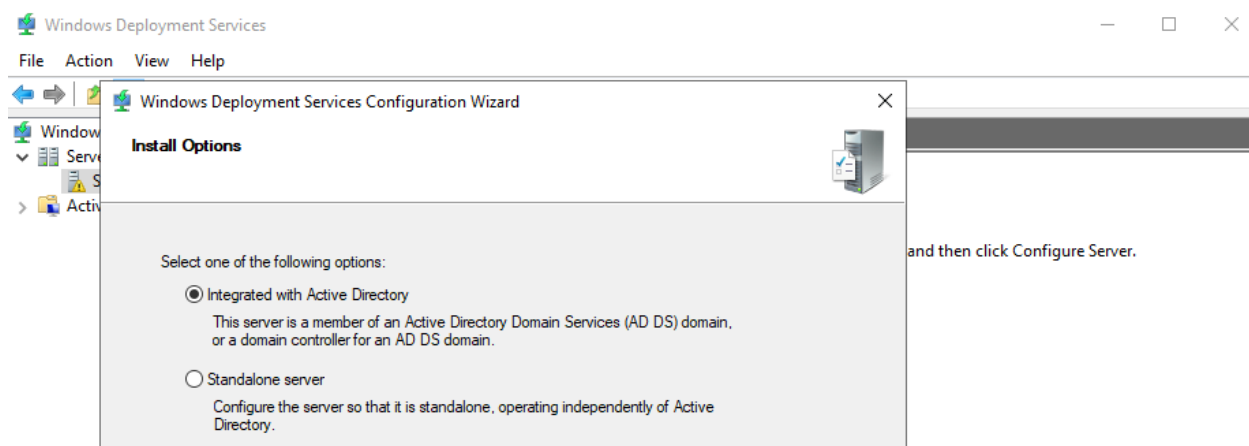 Windows Deployment Services
File Action View Help
Windows Deployment Services Configuration Wizard
Window
Install Options
Serve
S
Activ
and then click Configure Server.
Select one of the following options:
Integrated with Active Directory
This server is a member of an Active Directory Domain Services (AD DS) domain,
or a domain controller for an AD DS domain.
Standalone server
Configure the server so that it is standalone, operating independently of Active
Directory.